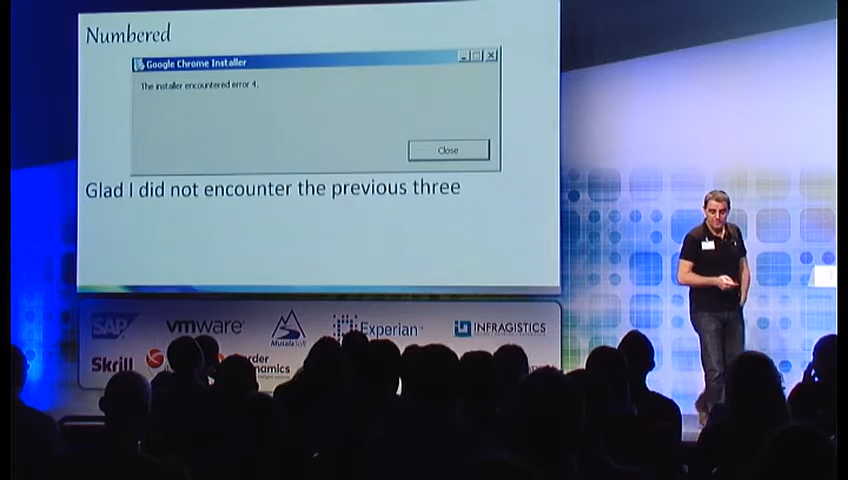 Numbered
Google Chrome Installer
The installer encountered error 4.
Close
Glad I did not encounter the previous three
SAP
vmware
MusalaSoft
Experian
INFRAGISTICS
Skrill